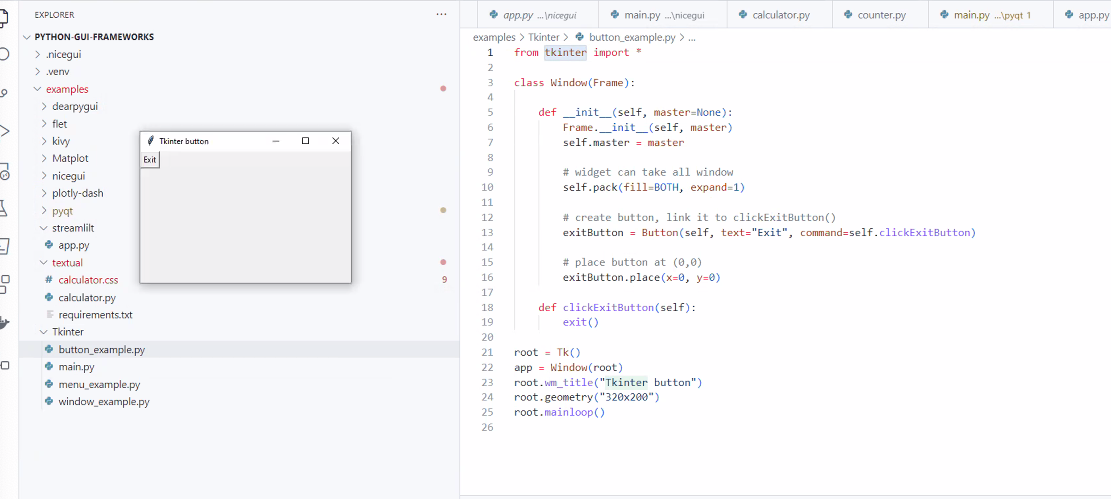 EXPLORER ...
PYTHON-GUI-FRAMEWORKS
.nicegui
.venv
examples
dearpygui
flet
kivy
Matplot
nicegui
plotly-dash
pyqt
streamlilt
app.py
textual
# calculator.css 9
calculator.py
requirements.txt
Tkinter
button_example.py
main.py
menu_example.py
window_example.py
Tkinter button
Exit
app.py ...\nicegui main.py ...\nicegui calculator.py counter.py main.py ...\pyqt 1 app.py
examples > Tkinter > button_example.py > ...
1 from tkinter import *
2
3 class Window(Frame):
4
5 def __init__(self, master=None):
6 Frame.__init__(self, master)
7 self.master = master
8
9 # widget can take all window
10 self.pack(fill=BOTH, expand=1)
11
12 # create button, link it to clickExitButton()
13 exitButton = Button(self, text="Exit", command=self.clickExitButton)
14
15 # place button at (0,0)
16 exitButton.place(x=0, y=0)
17
18 def clickExitButton(self):
19 exit()
20
21 root = Tk()
22 app = Window(root)
23 root.wm_title("Tkinter button")
24 root.geometry("320x200")
25 root.mainloop()
26